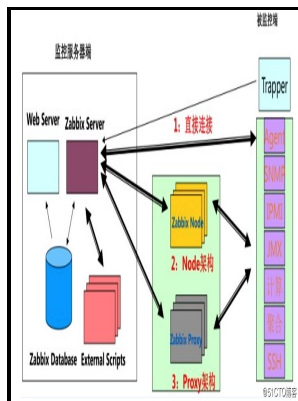 被监控端
监控服务器端
Trapper
Web Server
Zabbix Server
1：直接连接
Agent
SNMP
IPMI
JMX
计算
聚合
SSH
Zabbix Node
2：Node架构
Zabbix Proxy
3：Proxy架构
Zabbix Database
External Scripts
@51CTO博客